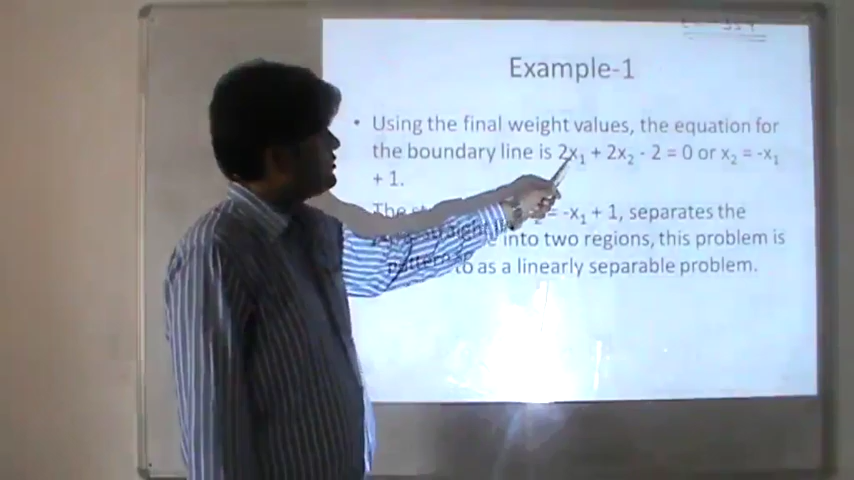 Example-1
• Using the final weight values, the equation for
the boundary line is 2x₁ + 2x₂ - 2 = 0 or x₂ = -x₁
+ 1.
The = -x₁ + 1, separates the
into two regions, this problem is
to as a linearly separable problem.